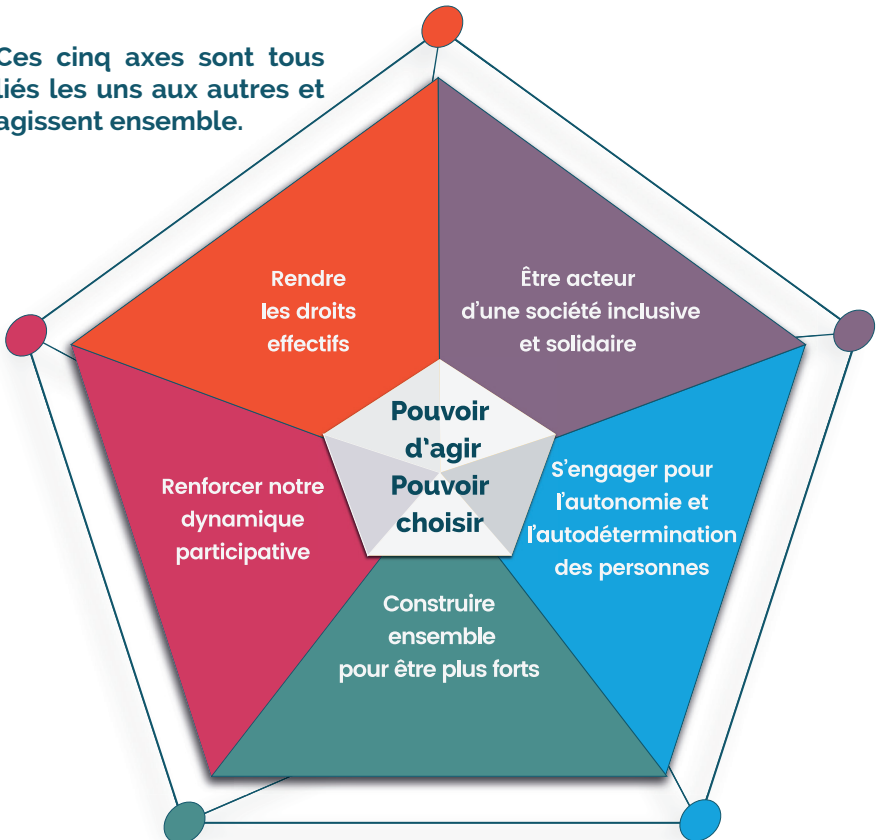 Ces cinq axes sont tous
liés les uns aux autres et
agissent ensemble.
Rendre
les droits
effectifs
Être acteur
d'une société inclusive
et solidaire
Pouvoir
d'agir
Pouvoir
choisir
Renforcer notre
dynamique
participative
S'engager pour
l'autonomie et
l'autodétermination
des personnes
Construire
ensemble
pour être plus forts